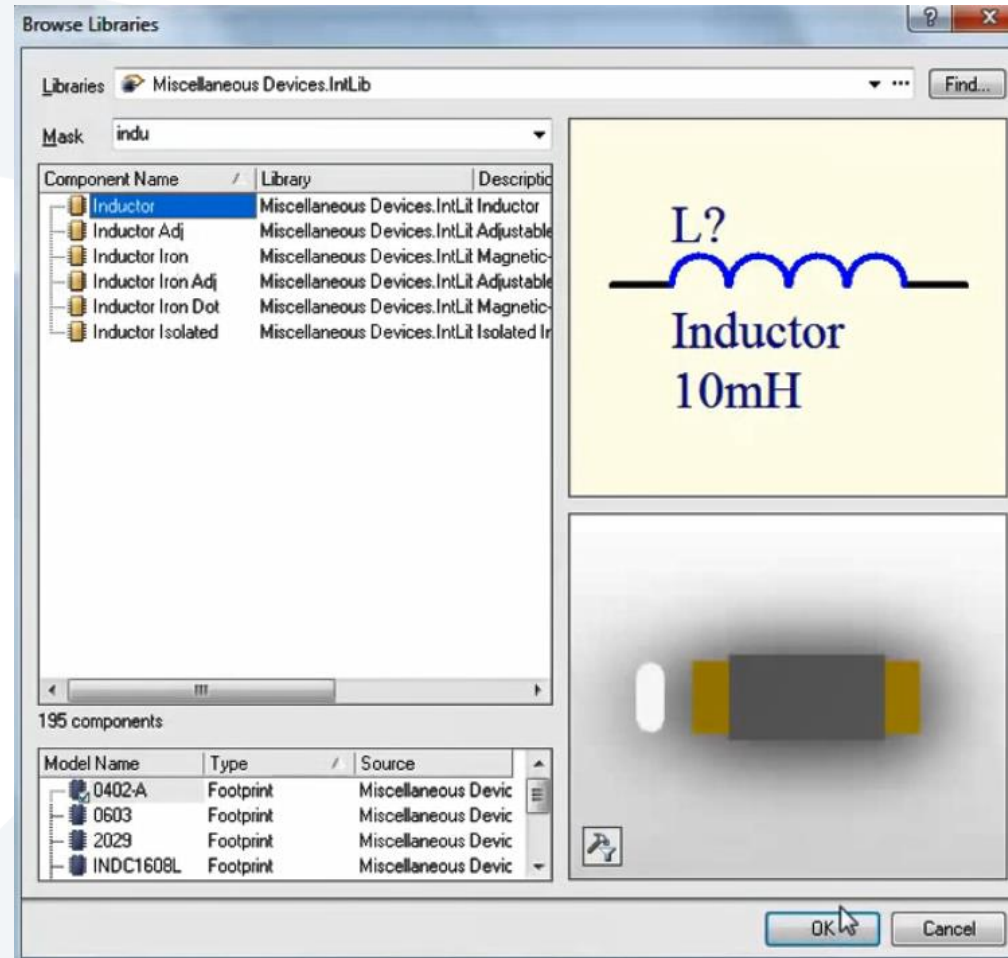 Browse Libraries
Libraries Miscellaneous Devices.IntLib ... Find...
Mask indu
Component Name / Library Descriptic
Inductor Miscellaneous Devices.IntLit Inductor
Inductor Adj Miscellaneous Devices.IntLit Adjustable
Inductor Iron Miscellaneous Devices.IntLit Magnetic-
Inductor Iron Adj Miscellaneous Devices.IntLit Adjustable
Inductor Iron Dot Miscellaneous Devices.IntLit Magnetic-
Inductor Isolated Miscellaneous Devices.IntLit Isolated Ir
L?
Inductor
10mH
195 components
Model Name Type / Source
0402-A Footprint Miscellaneous Devic
0603 Footprint Miscellaneous Devic
2029 Footprint Miscellaneous Devic
INDC1608L Footprint Miscellaneous Devic
OK Cancel